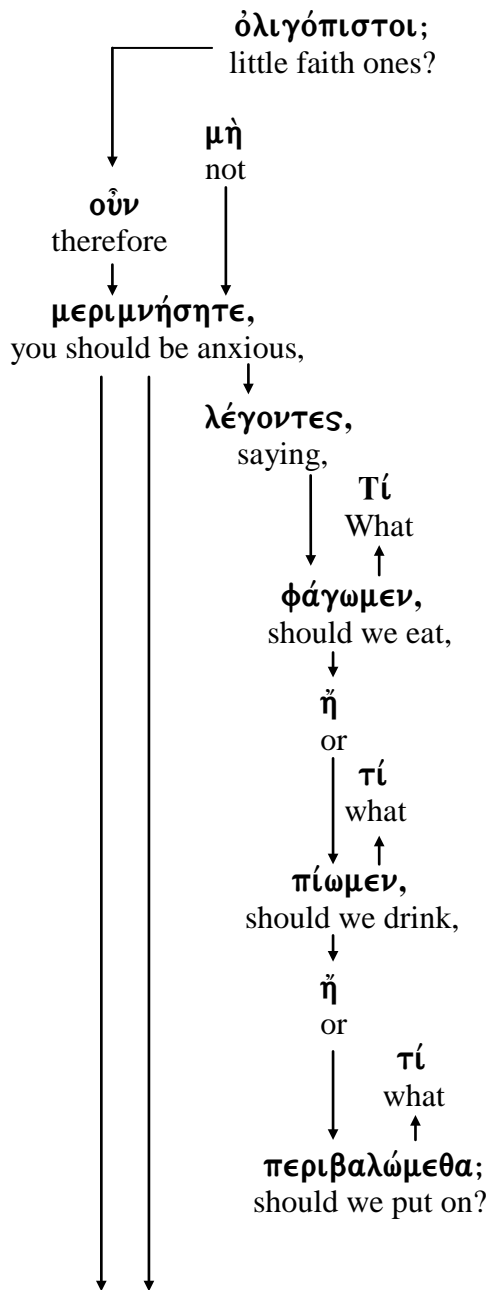 ὀλιγόπιστοι;
little faith ones?
μὴ
not
οὖν
therefore
μεριμνήσητε,
you should be anxious,
λέγοντες,
saying,
Τί
What
φάγωμεν,
should we eat,
ἤ
or
τί
what
πίωμεν,
should we drink,
ἤ
or
τί
what
περιβαλώμεθα;
should we put on?